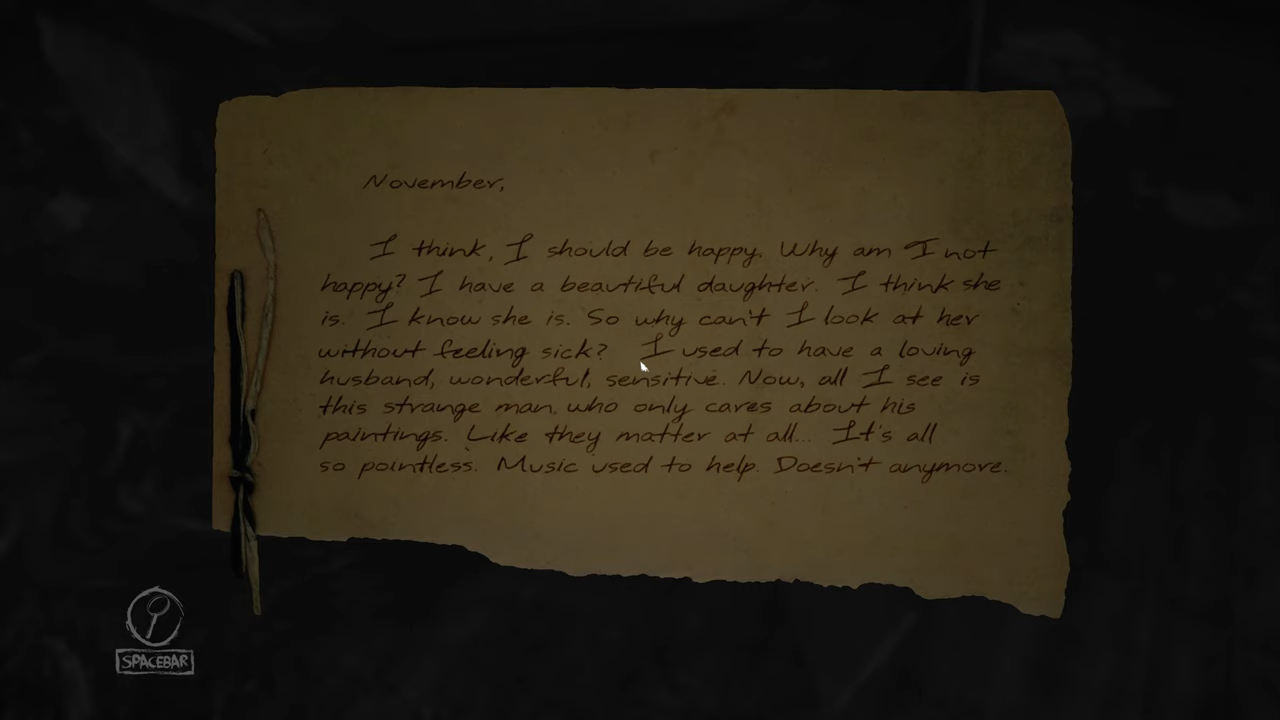 November,
I think, I should be happy. Why am I not
happy? I have a beautiful daughter. I think she
is. I know she is. So why can't I look at her
without feeling sick? I used to have a loving
husband, wonderful, sensitive. Now, all I see is
this strange man who only cares about his
paintings. Like they matter at all... It's all
so pointless. Music used to help. Doesn't anymore.
SPACEBAR